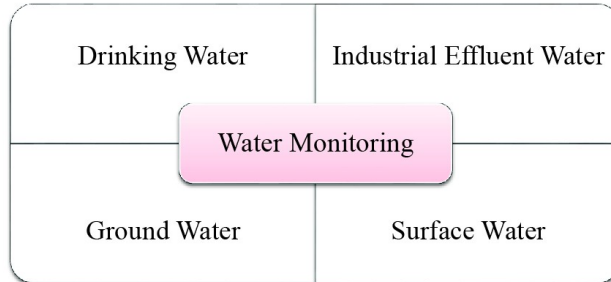 Drinking Water
Industrial Effluent Water
Water Monitoring
Ground Water
Surface Water